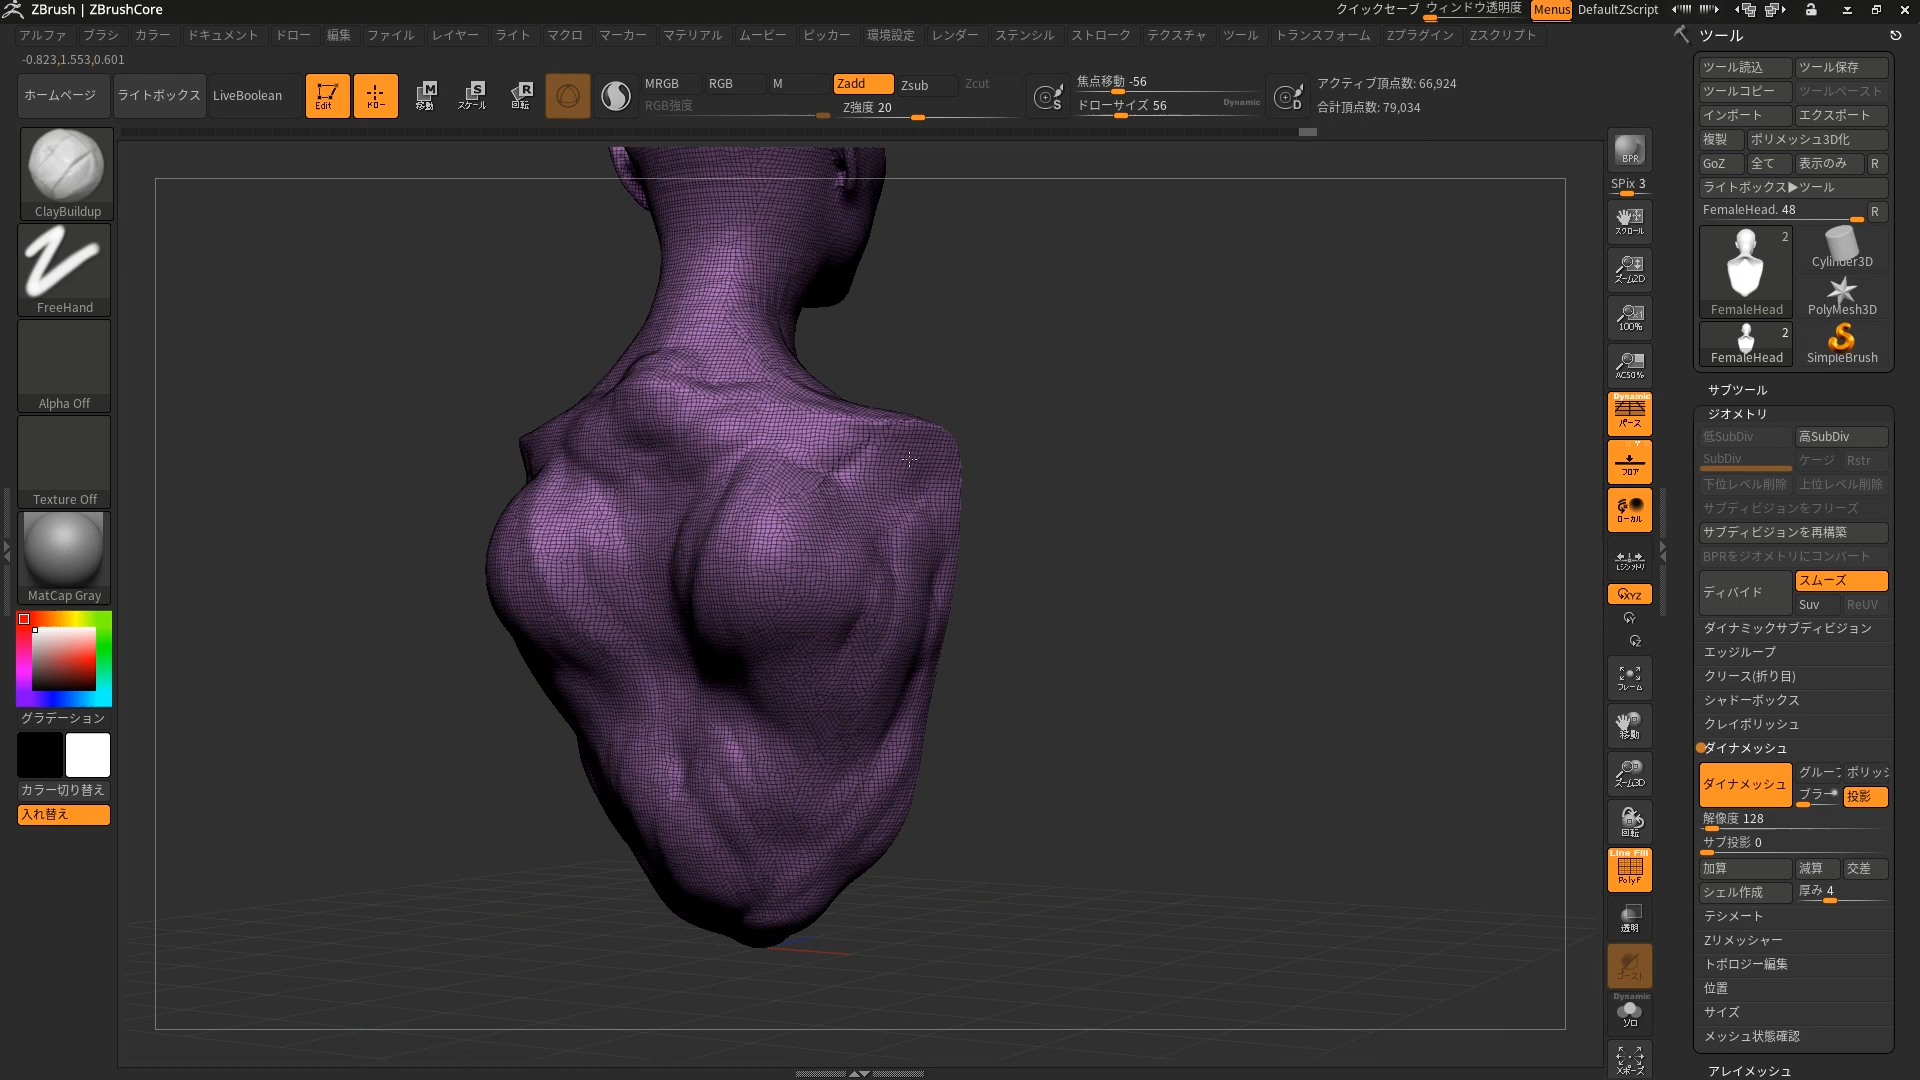 ZBrush | ZBrushCore
クイックセーブ ウィンドウ透明度 Menus DefaultZScript
アルファ ブラシ カラー ドキュメント ドロー 編集 ファイル レイヤー ライト マクロ マーカー マテリアル ムービー ピッカー 環境設定 レンダー ステンシル ストローク テクスチャ ツール トランスフォーム Zプラグイン Zスクリプト
ツール
-0.823,1.553,0.601
ホームページ ライトボックス LiveBoolean Edit ドロー 移動 スケール 回転
MRGB RGB M Zadd Zsub Zcut
RGB強度 Z強度 20
焦点移動 -56
ドローサイズ 56 Dynamic
アクティブ頂点数: 66,924
合計頂点数: 79,034
ClayBuildup
FreeHand
Alpha Off
Texture Off
MatCap Gray
グラデーション
カラー切り替え
入れ替え
BPR
SPix 3
スクロール
ズーム2D
100%
AC50%
Dynamic
パース
フロア
ローカル
Lシンメトリ
XYZ
フレーム
移動
ズーム3D
回転
Line Fill
PolyF
透明
ゴースト
Dynamic
ソロ
Xポーズ
ツール読込 ツール保存
ツールコピー ツールペースト
インポート エクスポート
複製 ポリメッシュ3D化
GoZ 全て 表示のみ R
ライトボックス▶ツール
FemaleHead. 48 R
2
FemaleHead Cylinder3D
PolyMesh3D
2
FemaleHead SimpleBrush
サブツール
ジオメトリ
低SubDiv 高SubDiv
SubDiv ケージ Rstr
下位レベル削除 上位レベル削除
サブディビジョンをフリーズ
サブディビジョンを再構築
BPRをジオメトリにコンバート
ディバイド スムーズ
Suv ReUV
ダイナミックサブディビジョン
エッジループ
クリース(折り目)
シャドーボックス
クレイポリッシュ
ダイナメッシュ
ダイナメッシュ グルー ポリッシ
ブラー 投影
解像度 128
サブ投影 0
加算 減算 交差
シェル作成 厚み 4
テシメート
Zリメッシャー
トポロジー編集
位置
サイズ
メッシュ状態確認
アレイメッシュ